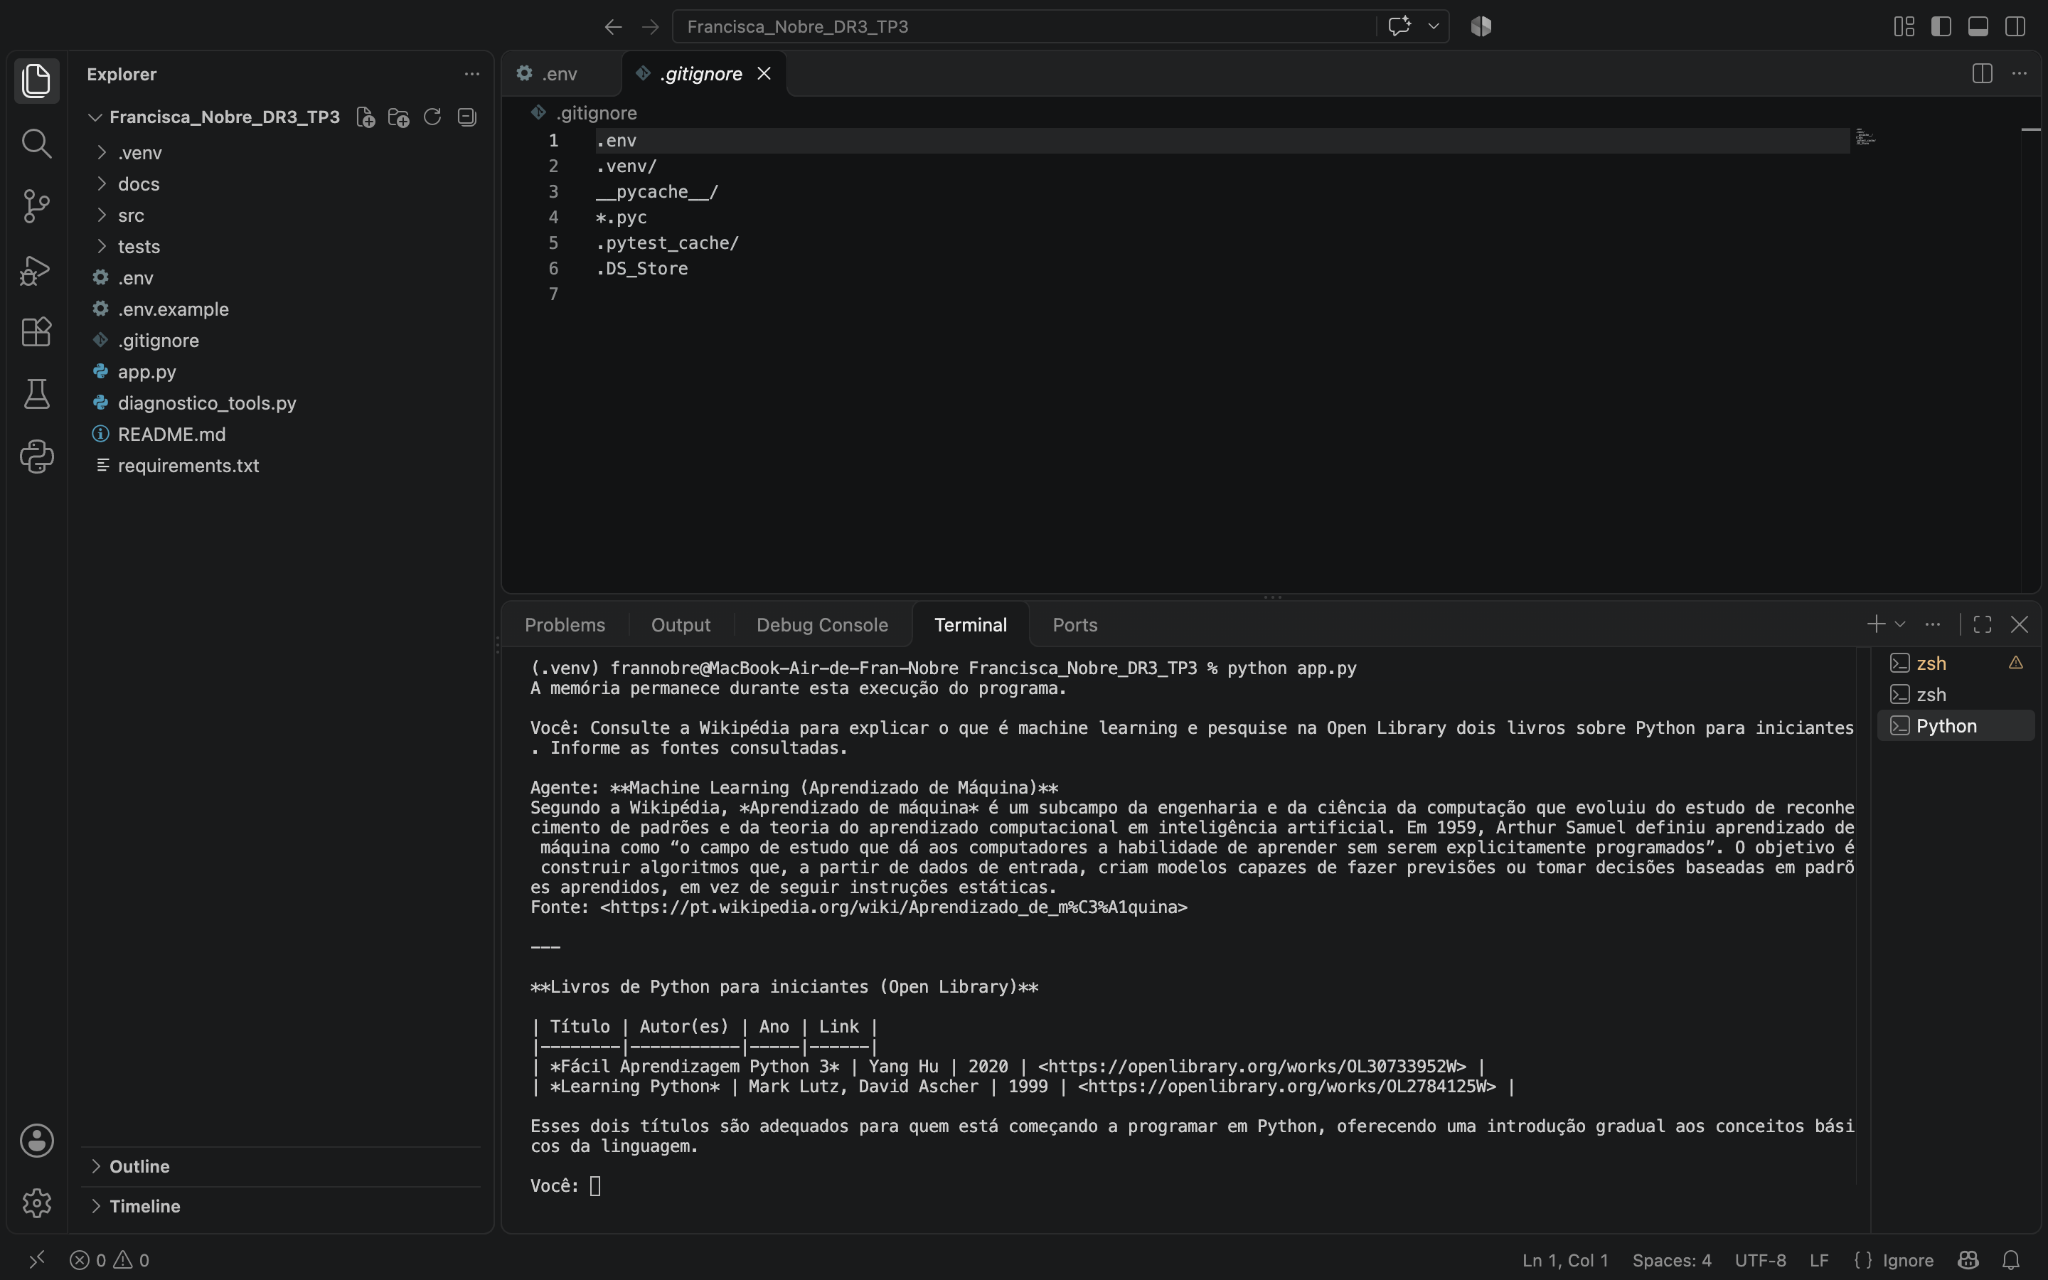 Francisca_Nobre_DR3_TP3
Explorer
Francisca_Nobre_DR3_TP3
.venv
docs
src
tests
.env
.env.example
.gitignore
app.py
diagnostico_tools.py
README.md
requirements.txt
Outline
Timeline
.env
.gitignore
.gitignore
1 .env
2 .venv/
3 __pycache__/
4 *.pyc
5 .pytest_cache/
6 .DS_Store
7
Problems Output Debug Console Terminal Ports
(.venv) frannobre@MacBook-Air-de-Fran-Nobre Francisca_Nobre_DR3_TP3 % python app.py
A memória permanece durante esta execução do programa.
Você: Consulte a Wikipédia para explicar o que é machine learning e pesquise na Open Library dois livros sobre Python para iniciantes
. Informe as fontes consultadas.
Agente: **Machine Learning (Aprendizado de Máquina)**
Segundo a Wikipédia, *Aprendizado de máquina* é um subcampo da engenharia e da ciência da computação que evoluiu do estudo de reconhe
cimento de padrões e da teoria do aprendizado computacional em inteligência artificial. Em 1959, Arthur Samuel definiu aprendizado de
máquina como “o campo de estudo que dá aos computadores a habilidade de aprender sem serem explicitamente programados”. O objetivo é
construir algoritmos que, a partir de dados de entrada, criam modelos capazes de fazer previsões ou tomar decisões baseadas em padrõ
es aprendidos, em vez de seguir instruções estáticas.
Fonte: <https://pt.wikipedia.org/wiki/Aprendizado_de_m%C3%A1quina>
---
**Livros de Python para iniciantes (Open Library)**
| Título | Autor(es) | Ano | Link |
|--------|-----------|-----|------|
| *Fácil Aprendizagem Python 3* | Yang Hu | 2020 | <https://openlibrary.org/works/OL30733952W> |
| *Learning Python* | Mark Lutz, David Ascher | 1999 | <https://openlibrary.org/works/OL2784125W> |
Esses dois títulos são adequados para quem está começando a programar em Python, oferecendo uma introdução gradual aos conceitos bási
cos da linguagem.
Você:
zsh
zsh
Python
0 0
Ln 1, Col 1 Spaces: 4 UTF-8 LF { } Ignore